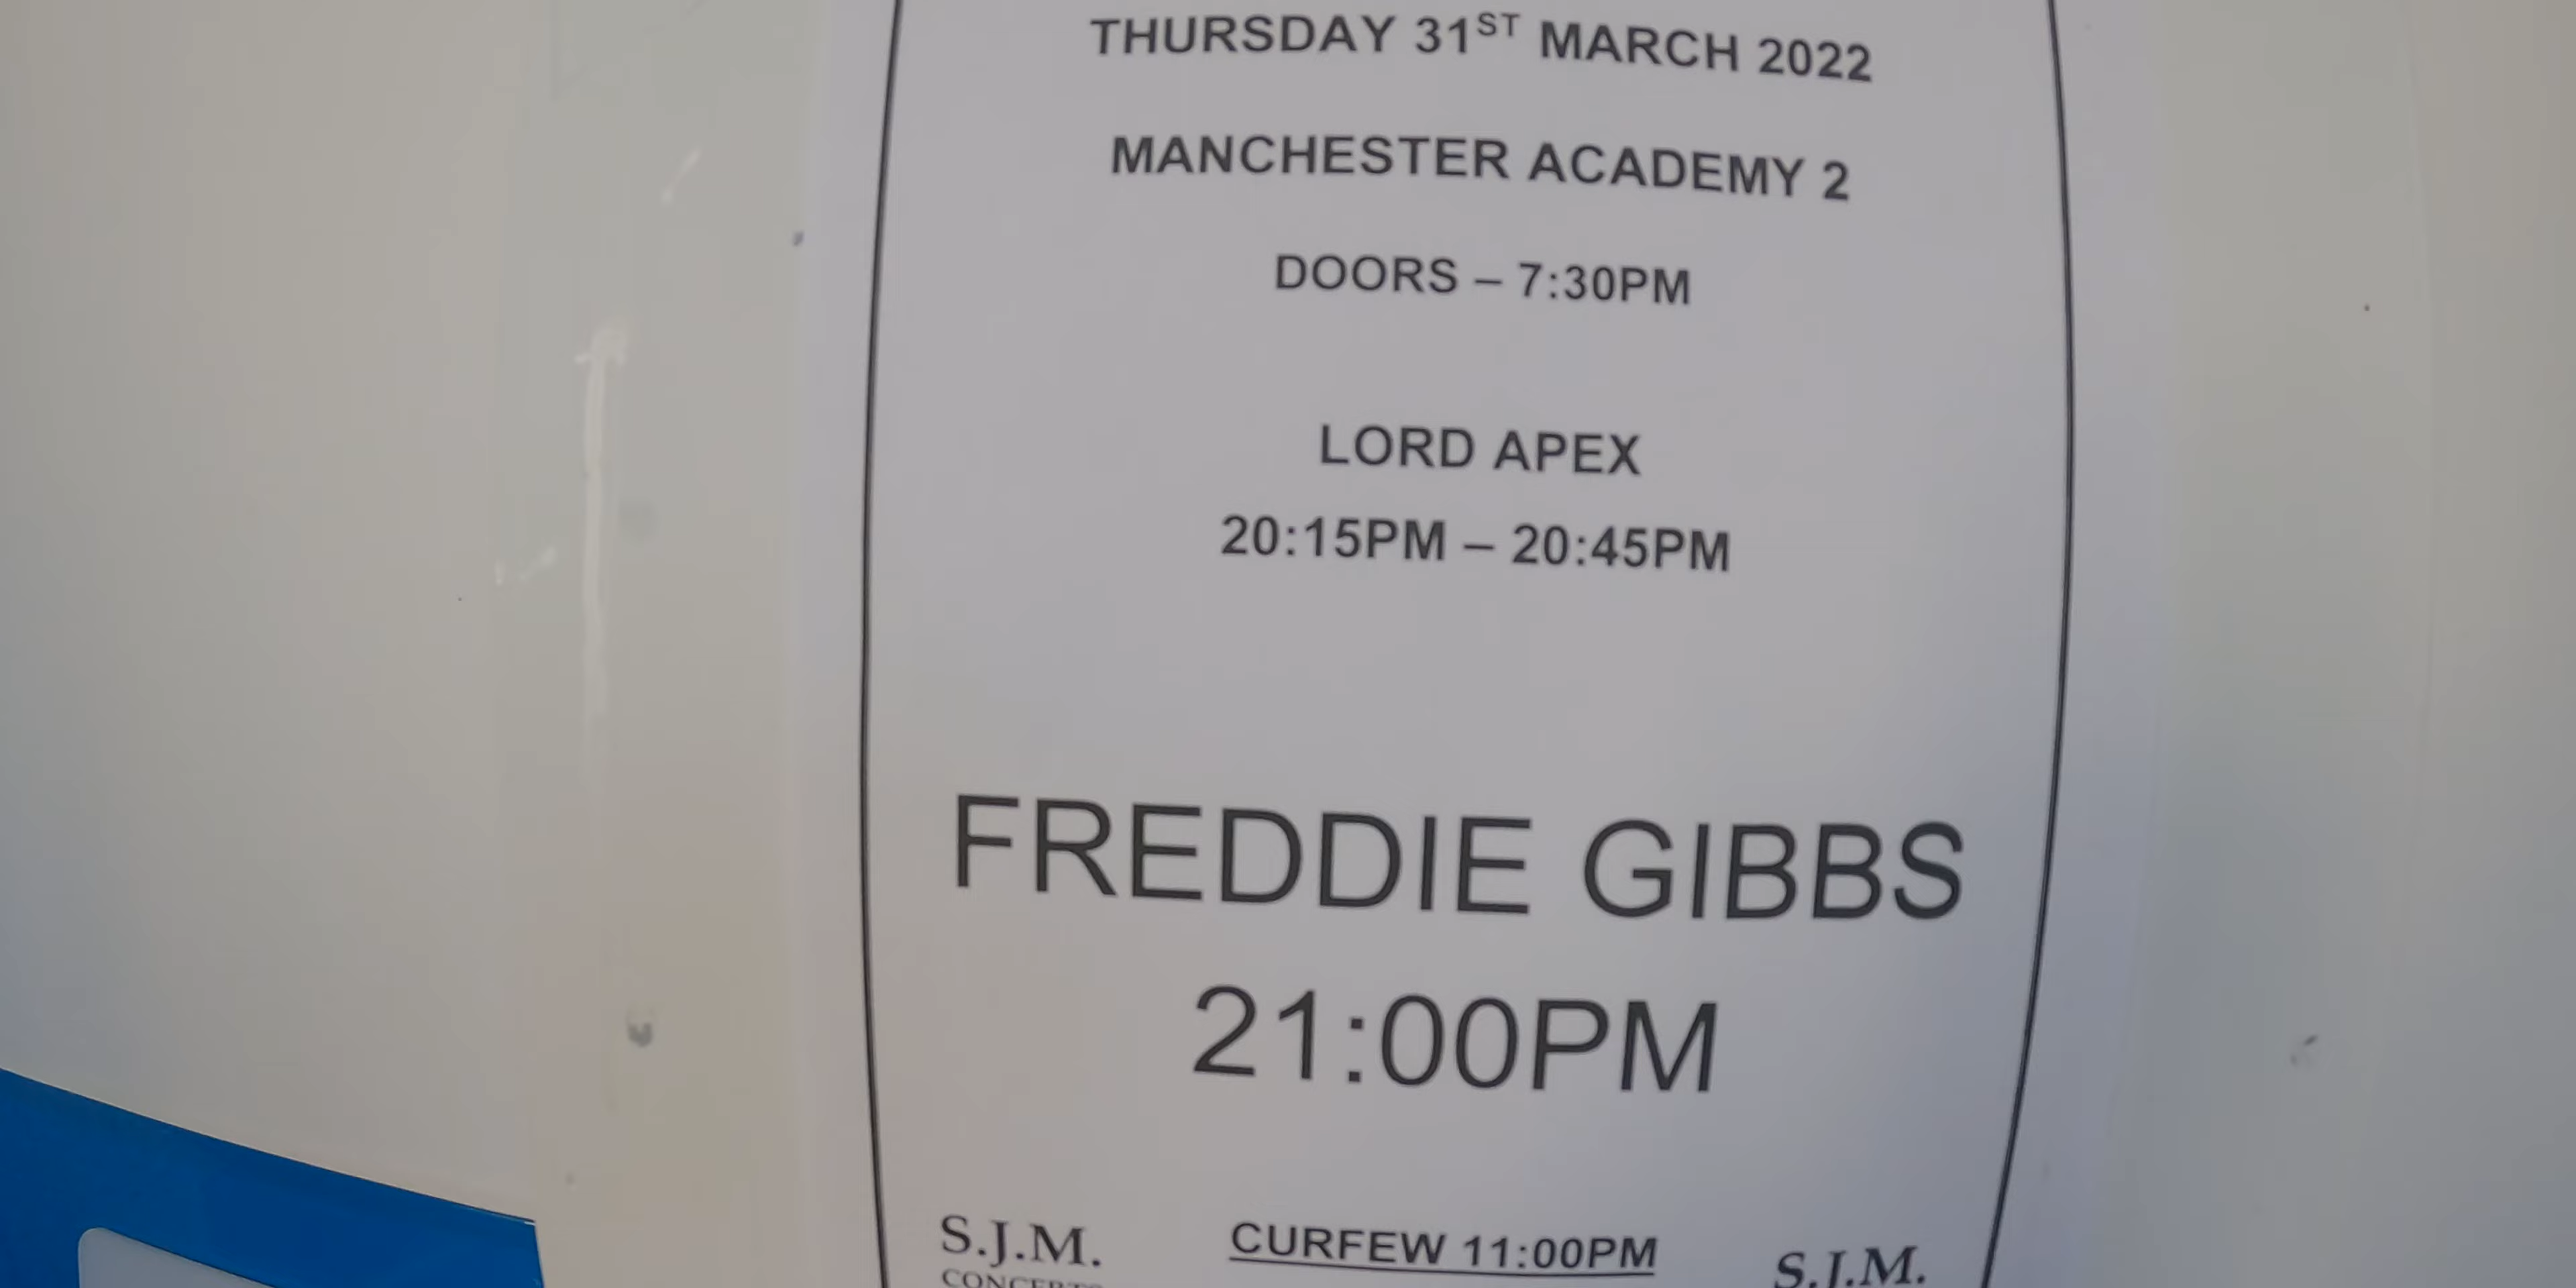 THURSDAY 31ST MARCH 2022
MANCHESTER ACADEMY 2
DOORS – 7:30PM
LORD APEX
20:15PM – 20:45PM
FREDDIE GIBBS
21:00PM
S.J.M. CURFEW 11:00PM S.J.M.
CONCERTS